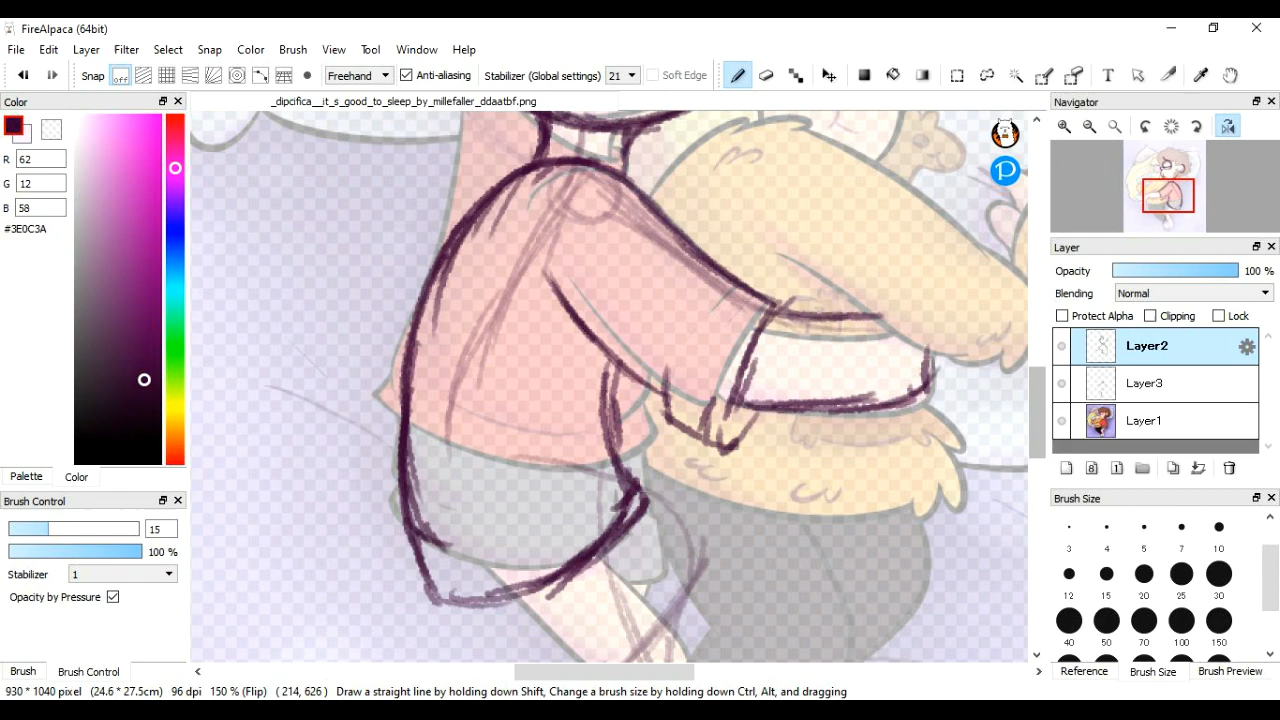 FireAlpaca (64bit)
File Edit Layer Filter Select Snap Color Brush View Tool Window Help
Snap off Freehand Anti-aliasing Stabilizer (Global settings) 21 Soft Edge T
Color
_dipcifica__it_s_good_to_sleep_by_millefaller_ddaatbf.png
Navigator
R 62
G 12
B 58
#3E0C3A
Layer
Opacity 100 %
Blending Normal
Protect Alpha Clipping Lock
Layer2
Layer3
Layer1
8 1
Palette Color
Brush Control
15
100 %
Stabilizer 1
Opacity by Pressure
Brush Size
3 4 5 7 10
12 15 20 25 30
40 50 70 100 150
Brush Brush Control
Reference Brush Size Brush Preview
930 * 1040 pixel (24.6 * 27.5cm) 96 dpi 150 % (Flip) ( 214, 626 ) Draw a straight line by holding down Shift, Change a brush size by holding down Ctrl, Alt, and dragging